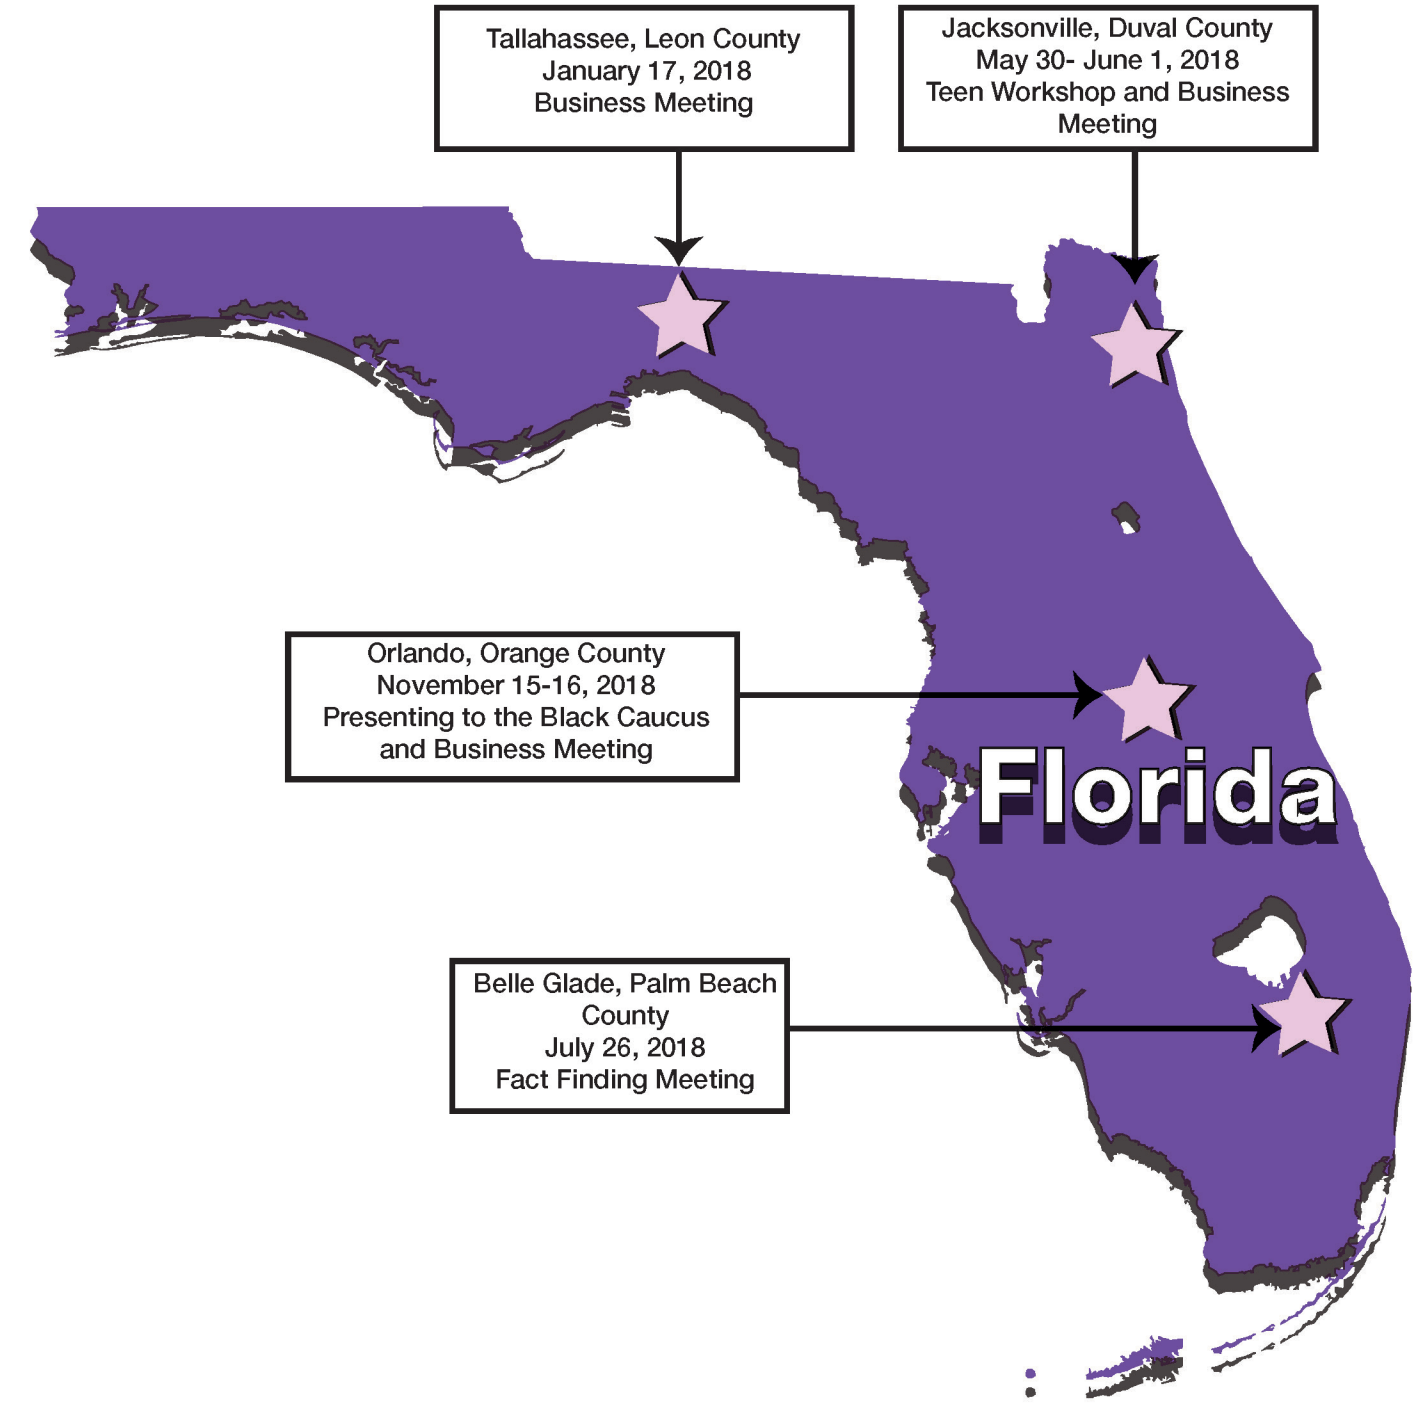 Tallahassee, Leon County
January 17, 2018
Business Meeting
Jacksonville, Duval County
May 30- June 1, 2018
Teen Workshop and Business
Meeting
Orlando, Orange County
November 15-16, 2018
Presenting to the Black Caucus
and Business Meeting
Florida
Belle Glade, Palm Beach
County
July 26, 2018
Fact Finding Meeting